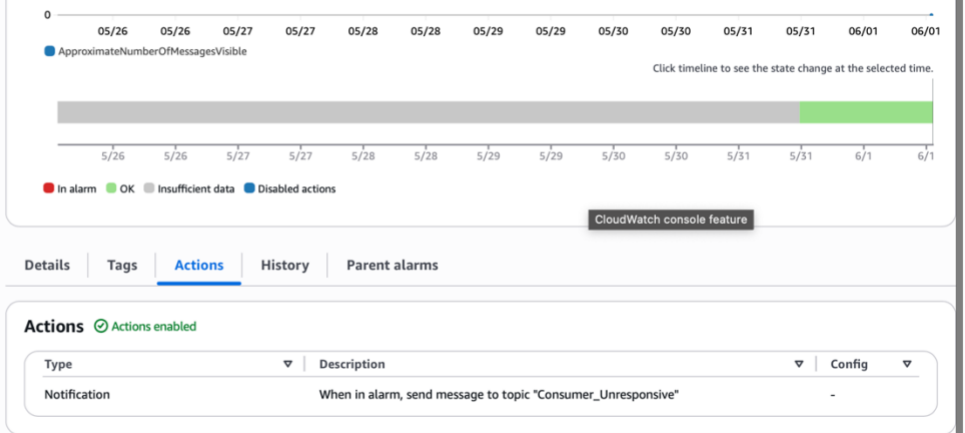 0
05/26 05/26 05/27 05/27 05/28 05/28 05/29 05/29 05/30 05/30 05/31 05/31 06/01 06/01
ApproximateNumberOfMessagesVisible
Click timeline to see the state change at the selected time.
5/26 5/26 5/27 5/27 5/28 5/28 5/29 5/29 5/30 5/30 5/31 5/31 6/1 6/1
In alarm OK Insufficient data Disabled actions
CloudWatch console feature
Details Tags Actions History Parent alarms
Actions Actions enabled
Type Description Config
Notification When in alarm, send message to topic "Consumer_Unresponsive" -